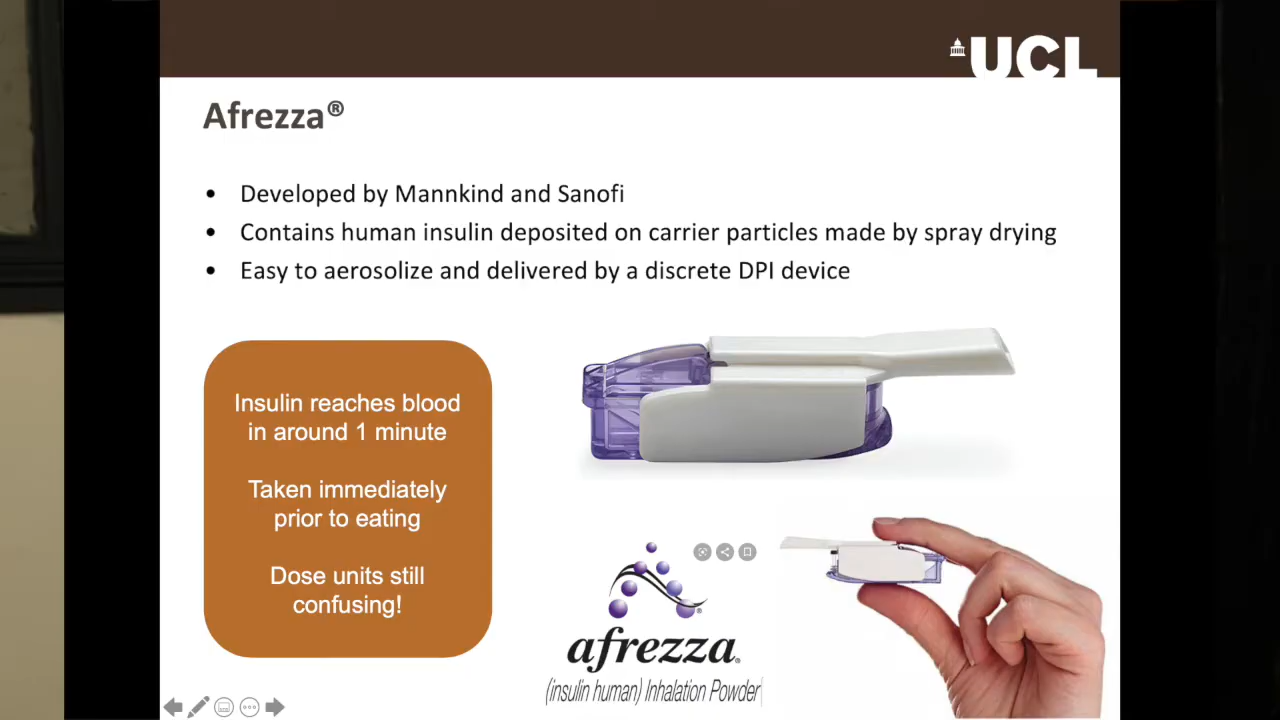 UCL
Afrezza®
• Developed by Mannkind and Sanofi
• Contains human insulin deposited on carrier particles made by spray drying
• Easy to aerosolize and delivered by a discrete DPI device
Insulin reaches blood
in around 1 minute
Taken immediately
prior to eating
Dose units still
confusing!
afrezza®
(insulin human) Inhalation Powder